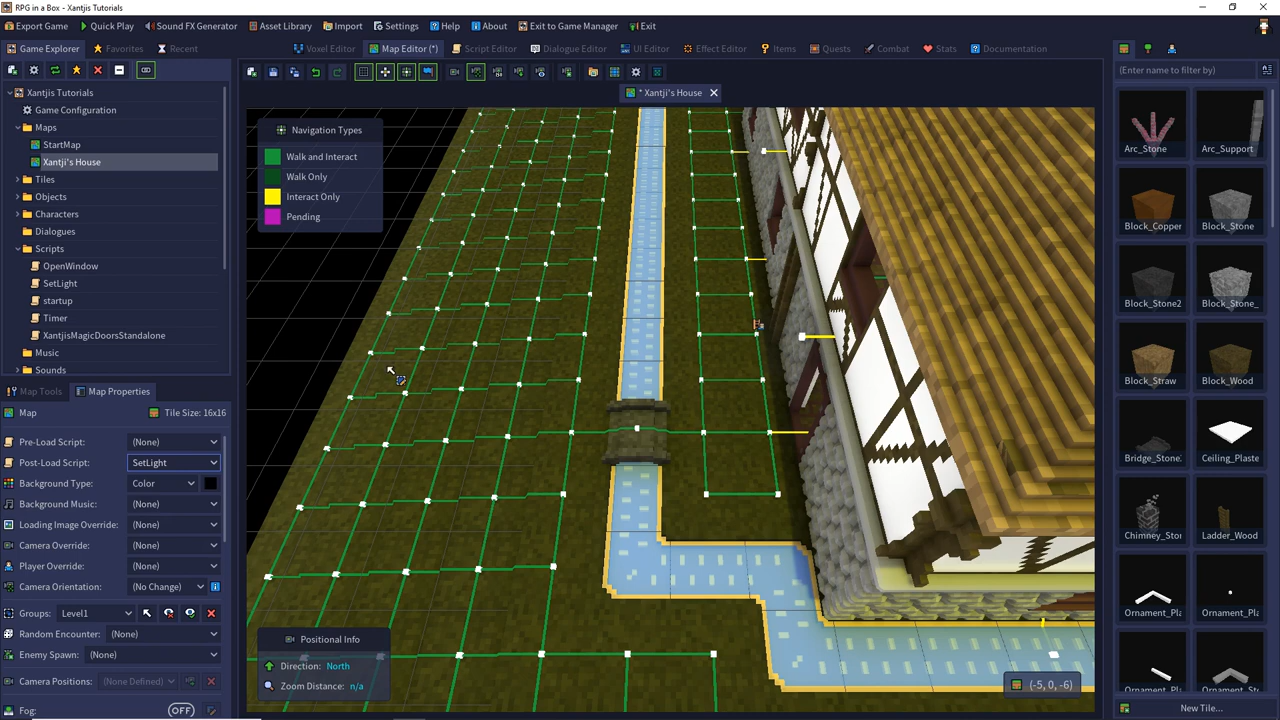 RPG in a Box - Xantjis Tutorials
Export Game
Quick Play
Sound FX Generator
Asset Library
Import
Settings
Help
About
Exit to Game Manager
Exit
Game Explorer
Favorites
Recent
Voxel Editor
Map Editor (*)
Script Editor
Dialogue Editor
UI Editor
Effect Editor
Items
Quests
Combat
Stats
Documentation
(Enter name to filter by)
* Xantji's House
Xantjis Tutorials
Game Configuration
Maps
StartMap
Xantji's House
Tiles
Objects
Characters
Dialogues
Scripts
OpenWindow
SetLight
startup
Timer
XantjisMagicDoorsStandalone
Music
Sounds
Navigation Types
Walk and Interact
Walk Only
Interact Only
Pending
Map Tools
Map Properties
Map
Tile Size: 16x16
Pre-Load Script: (None)
Post-Load Script: SetLight
Background Type: Color
Background Music: (None)
Loading Image Override: (None)
Camera Override: (None)
Player Override: (None)
Camera Orientation: (No Change)
Groups: Level1
Random Encounter: (None)
Enemy Spawn: (None)
Camera Positions: (None Defined)
Fog: OFF
Positional Info
Direction: North
Zoom Distance: n/a
(-5, 0, -6)
Arc_Stone
Arc_Support
Block_Copper
Block_Stone
Block_Stone2
Block_Stone_
Block_Straw
Block_Wood
Bridge_Stone.
Ceiling_Plaste
Chimney_Stor
Ladder_Wood
Ornament_Pla
Ornament_Pla
Ornament_Pla
Ornament_St
New Tile...